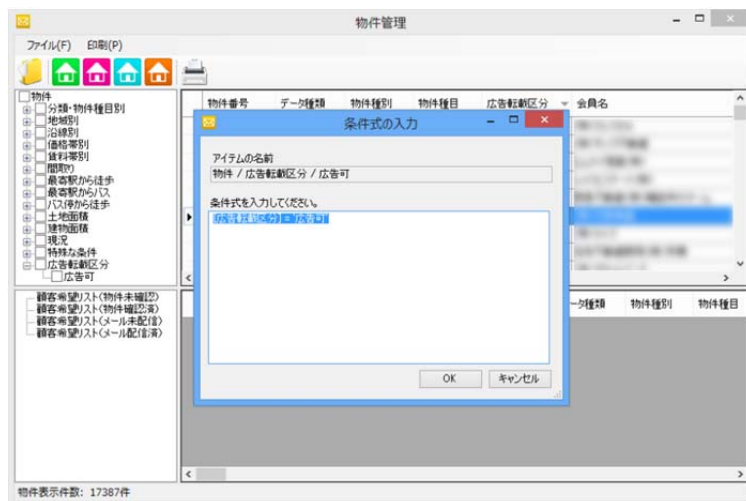 物件管理
ファイル(F) 印刷(P)
物件
分類・物件種目別
地域別
沿線別
価格帯別
賃料帯別
間取り
最寄駅から徒歩
最寄駅からバス
バス停から徒歩
土地面積
建物面積
現況
特殊な条件
広告転載区分
広告可
物件番号 データ種類 物件種別 物件種目 広告転載区分 会員名
条件式の入力
アイテムの名前
物件 / 広告転載区分 / 広告可
条件式を入力してください。
[広告転載区分] = '広告可'
OK キャンセル
顧客希望リスト(物件未確認)
顧客希望リスト(物件確認済)
顧客希望リスト(メール未配信)
顧客希望リスト(メール配信済)
ータ種類 物件種別 物件種目
物件表示件数: 17387件